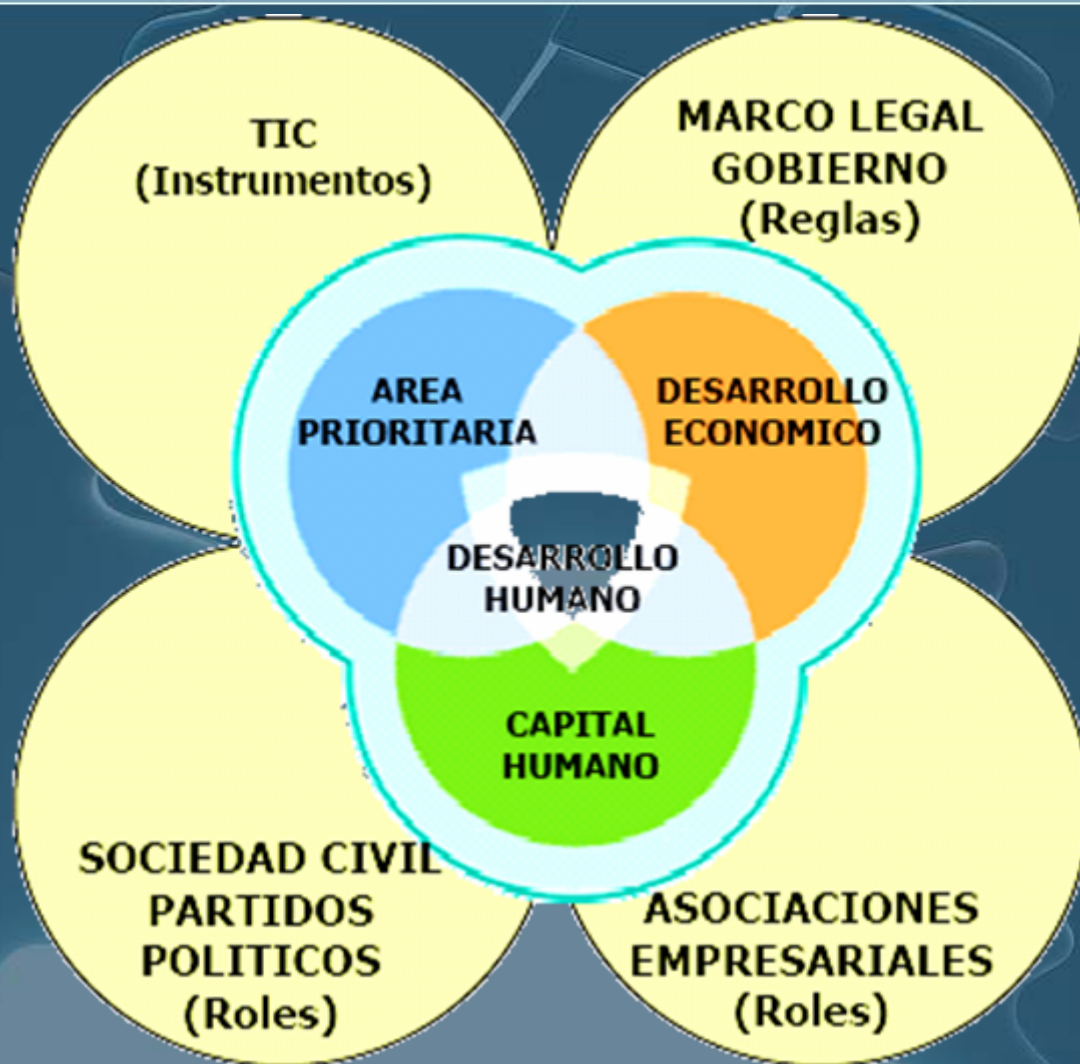 TIC
(Instrumentos)
MARCO LEGAL
GOBIERNO
(Reglas)
AREA
PRIORITARIA
DESARROLLO
ECONOMICO
DESARROLLO
HUMANO
CAPITAL
HUMANO
SOCIEDAD CIVIL
PARTIDOS
POLITICOS
(Roles)
ASOCIACIONES
EMPRESARIALES
(Roles)